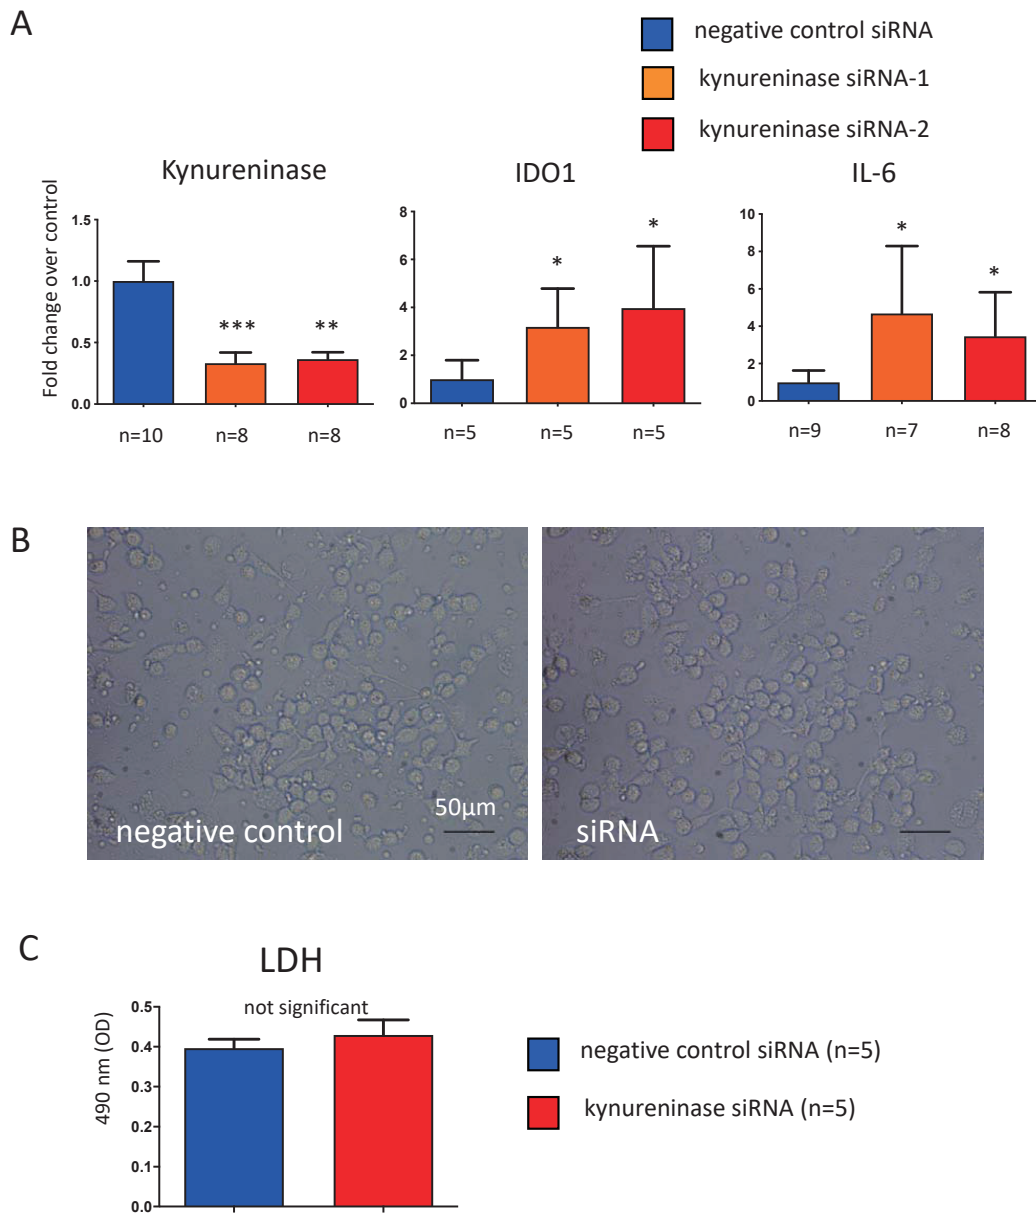 A
negative control siRNA
kynureninase siRNA-1
kynureninase siRNA-2
Kynureninase
IDO1
IL-6
Fold change over control
1.5
1.0
0.5
0.0
***
**
n=10
n=8
n=8
8
6
4
2
0
*
*
n=5
n=5
n=5
10
8
6
4
2
0
*
*
n=9
n=7
n=8
B
negative control
50µm
siRNA
C
LDH
not significant
490 nm (OD)
0.5
0.4
0.3
0.2
0.1
0.0
negative control siRNA (n=5)
kynureninase siRNA (n=5)